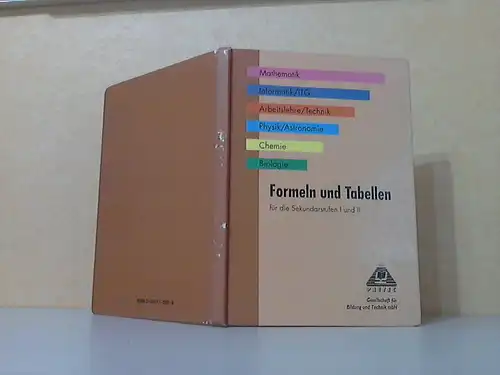 Mathematik
Informatik/ITG
Arbeitslehre/Technik
Physik/Astronomie
Chemie
Biologie
Formeln und Tabellen
für die Sekundarstufen I und II
PAETEC
Gesellschaft für
Bildung und Technik mbH